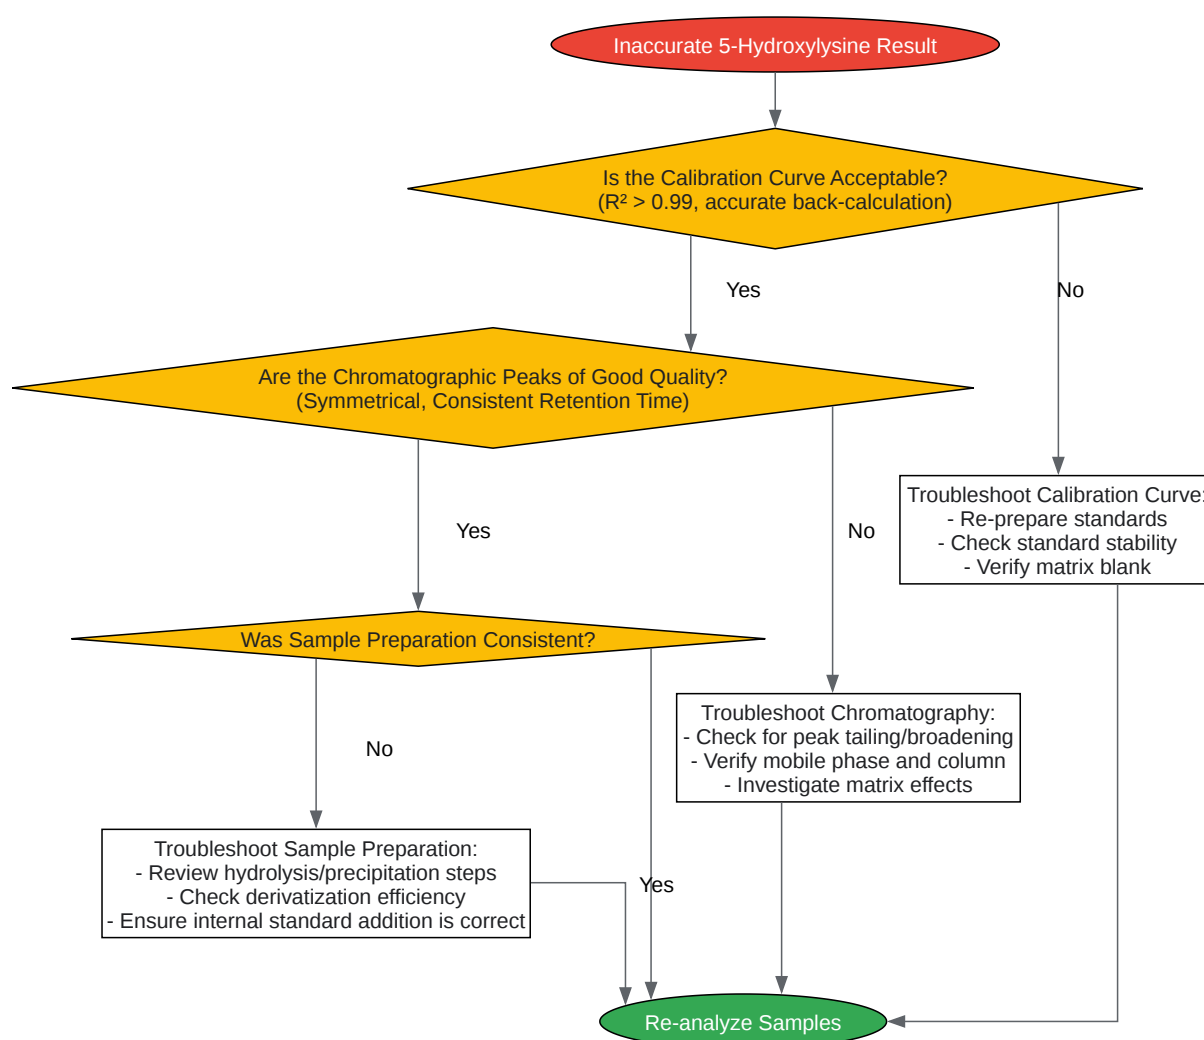 Inaccurate 5-Hydroxylysine Result
Is the Calibration Curve Acceptable?
(R² > 0.99, accurate back-calculation)
Yes
No
Are the Chromatographic Peaks of Good Quality?
(Symmetrical, Consistent Retention Time)
Troubleshoot Calibration Curve:
- Re-prepare standards
- Check standard stability
- Verify matrix blank
Yes
No
Was Sample Preparation Consistent?
Troubleshoot Chromatography:
- Check for peak tailing/broadening
- Verify mobile phase and column
- Investigate matrix effects
No
Troubleshoot Sample Preparation:
- Review hydrolysis/precipitation steps
- Check derivatization efficiency
- Ensure internal standard addition is correct
Yes
Re-analyze Samples